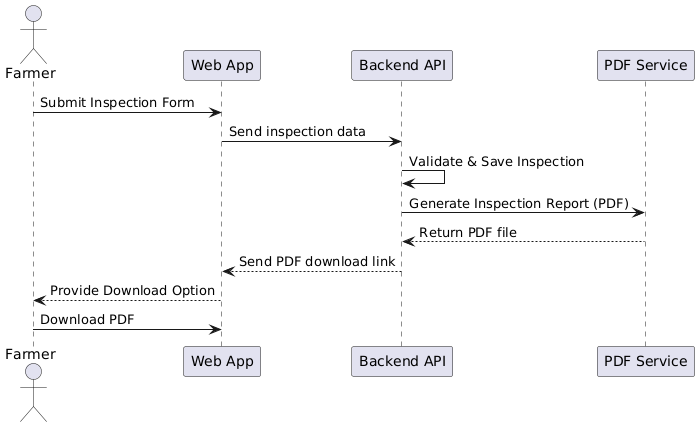 Farmer
Web App
Backend API
PDF Service
Submit Inspection Form
Send inspection data
Validate & Save Inspection
Generate Inspection Report (PDF)
Return PDF file
Send PDF download link
Provide Download Option
Download PDF
Farmer
Web App
Backend API
PDF Service